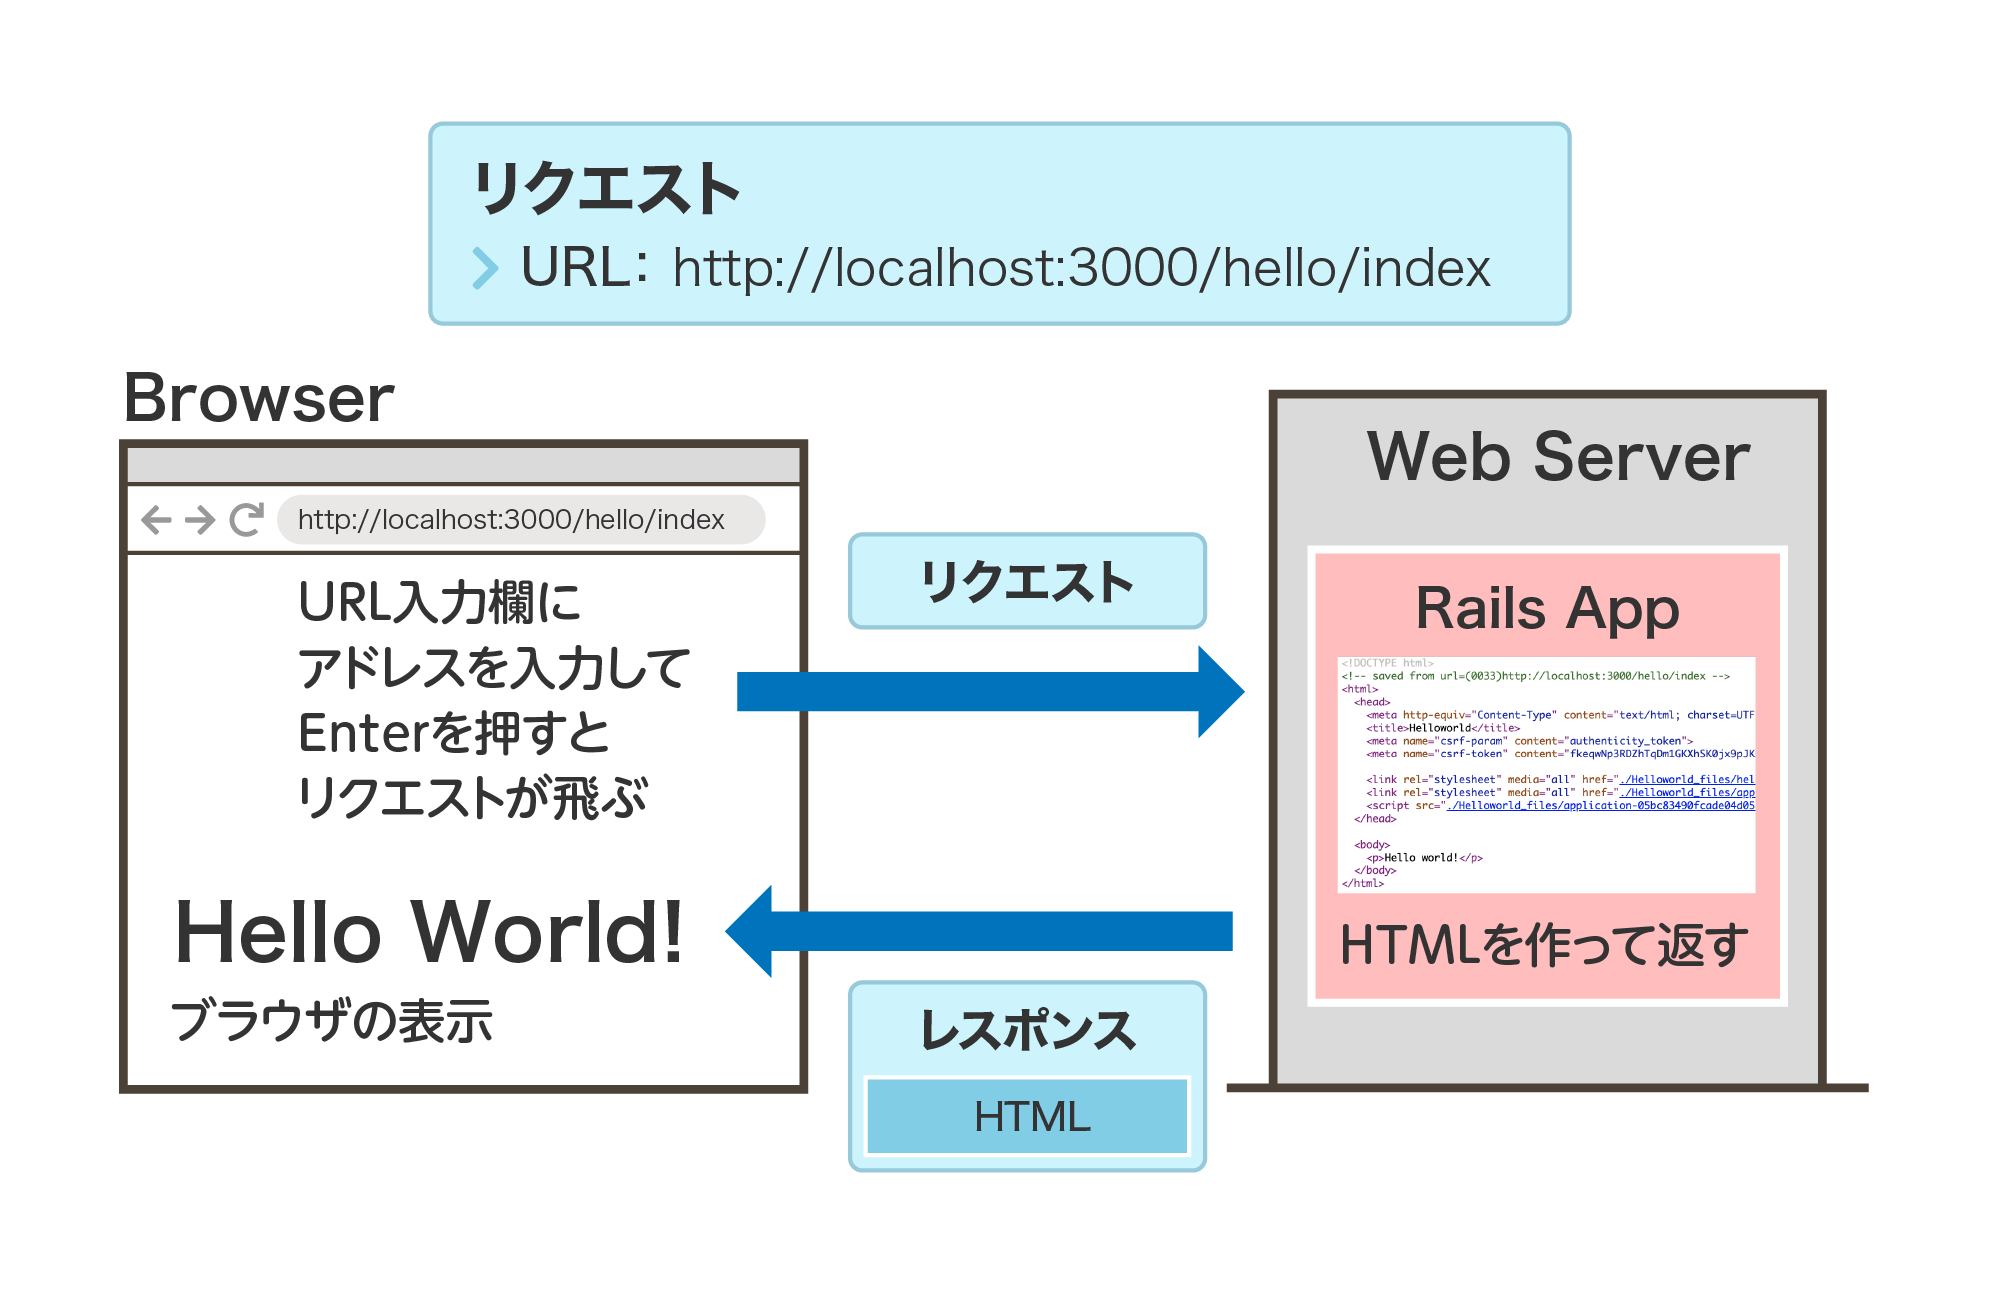 リクエスト
URL： http://localhost:3000/hello/index
Browser
http://localhost:3000/hello/index
URL入力欄に
アドレスを入力して
Enterを押すと
リクエストが飛ぶ
Hello World!
ブラウザの表示
リクエスト
レスポンス
HTML
Web Server
Rails App
<!DOCTYPE html>
<!-- saved from url=(0033)http://localhost:3000/hello/index -->
<html>
<head>
<meta http-equiv="Content-Type" content="text/html; charset=UTF
<title>Helloworld</title>
<meta name="csrf-param" content="authenticity_token">
<meta name="csrf-token" content="fkeqwNp3RDZhTqDm1GKXhSK0jx9pJK
<link rel="stylesheet" media="all" href="./Helloworld_files/hel
<link rel="stylesheet" media="all" href="./Helloworld_files/app
<script src="./Helloworld_files/application-05bc83490fcade04d05
</head>
<body>
<p>Hello world!</p>
</body>
</html>
HTMLを作って返す